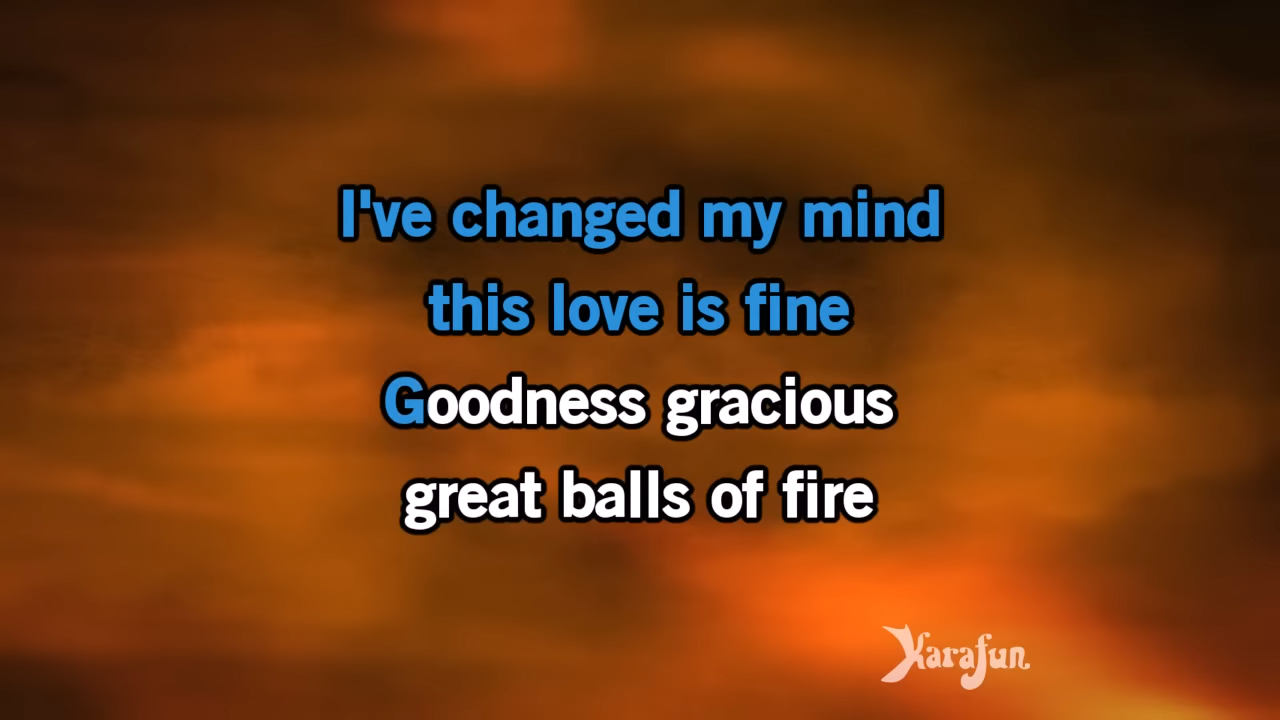 I've changed my mind
this love is fine
Goodness gracious
great balls of fire
Karafun